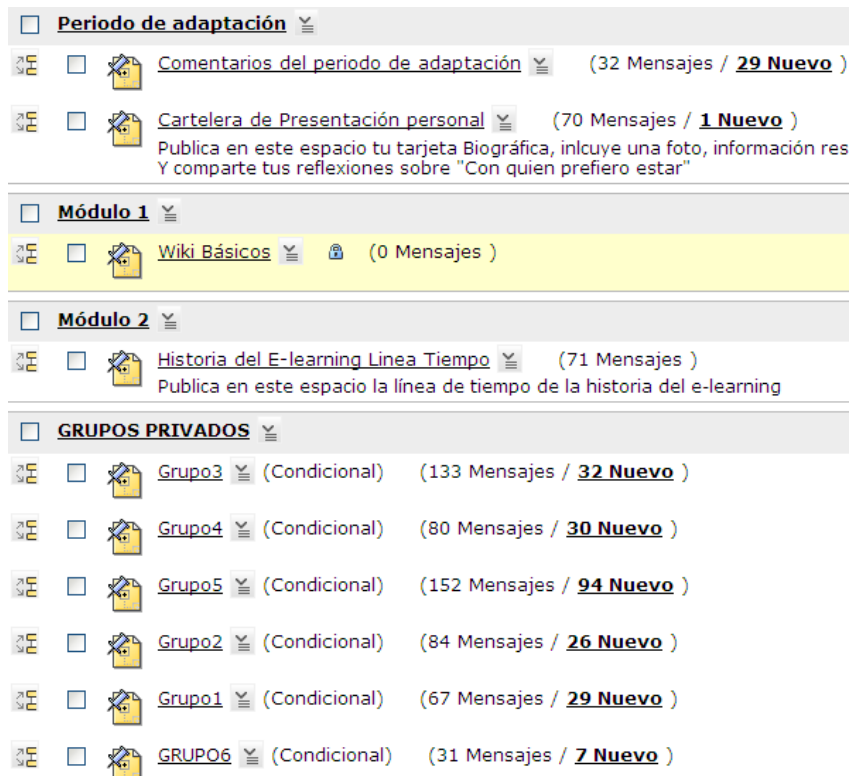 Periodo de adaptación
Comentarios del periodo de adaptación (32 Mensajes / 29 Nuevo )
Cartelera de Presentación personal (70 Mensajes / 1 Nuevo )
Publica en este espacio tu tarjeta Biográfica, inlcuye una foto, información res
Y comparte tus reflexiones sobre "Con quien prefiero estar"
Módulo 1
Wiki Básicos (0 Mensajes )
Módulo 2
Historia del E-learning Linea Tiempo (71 Mensajes )
Publica en este espacio la línea de tiempo de la historia del e-learning
GRUPOS PRIVADOS
Grupo3 (Condicional) (133 Mensajes / 32 Nuevo )
Grupo4 (Condicional) (80 Mensajes / 30 Nuevo )
Grupo5 (Condicional) (152 Mensajes / 94 Nuevo )
Grupo2 (Condicional) (84 Mensajes / 26 Nuevo )
Grupo1 (Condicional) (67 Mensajes / 29 Nuevo )
GRUPO6 (Condicional) (31 Mensajes / 7 Nuevo )